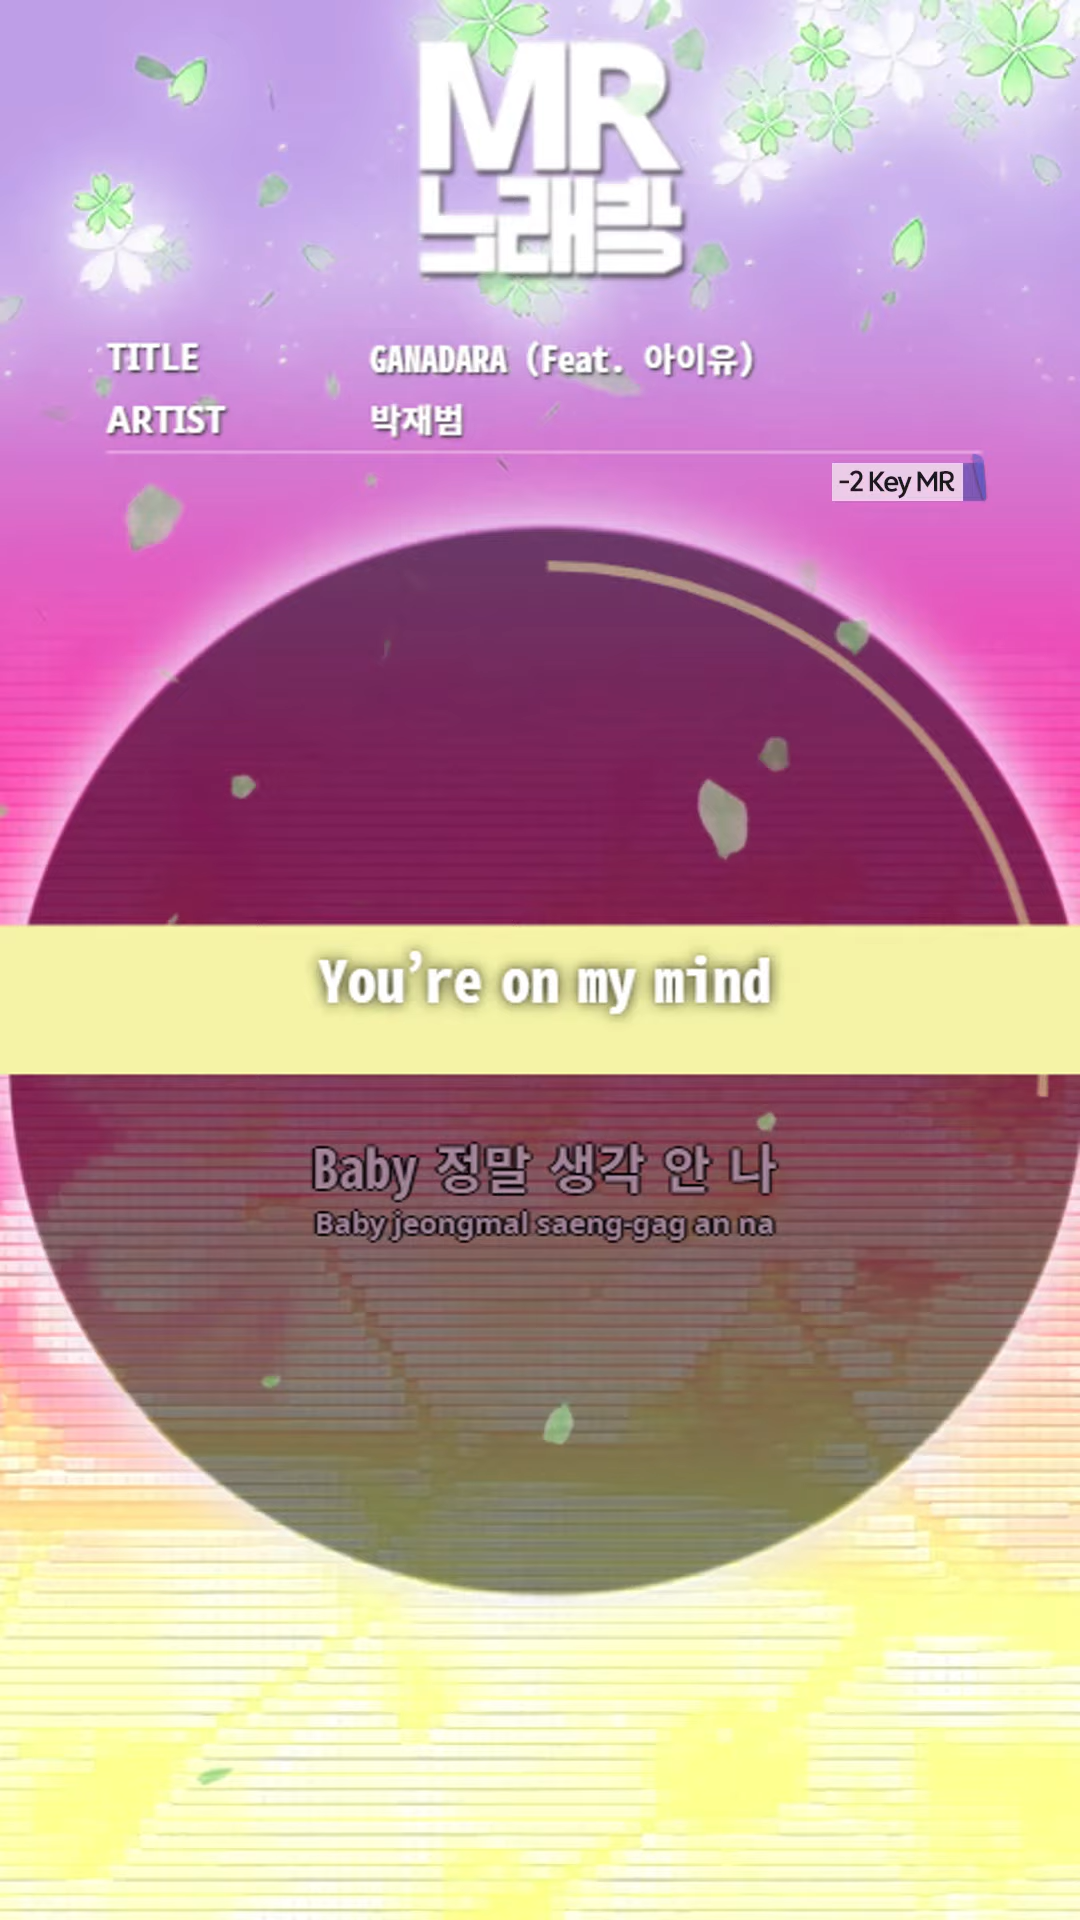 MR
노래방
TITLE GANADARA (Feat. 아이유)
ARTIST 박재범
-2 Key MR
You're on my mind
Baby 정말 생각 안 나
Baby jeongmal saeng-gag an na